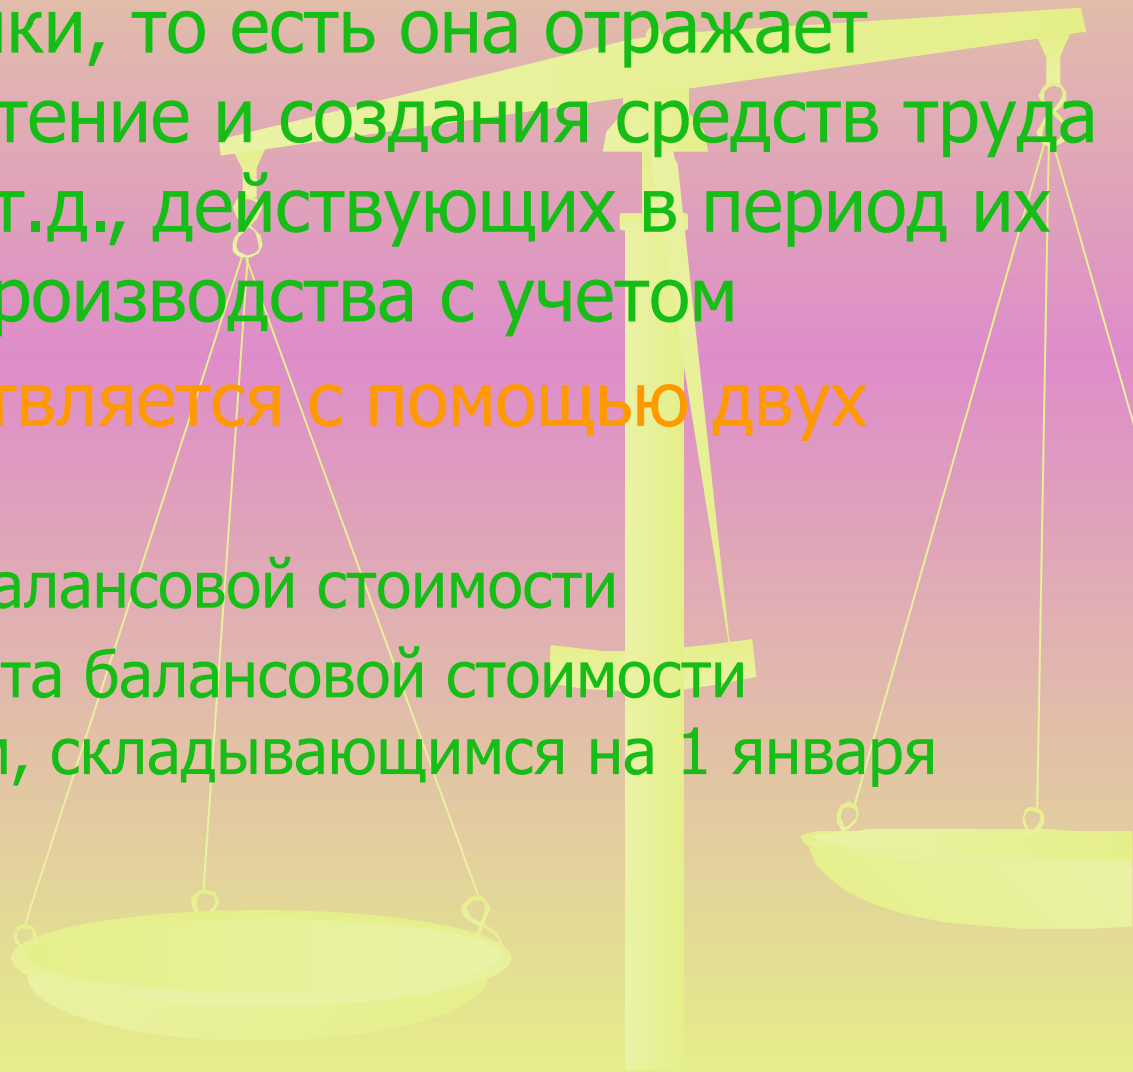 ки, то есть она отражает
тение и создания средств труда
т.д., действующих в период их
роизводства с учетом
твляется с помощью двух
алансовой стоимости
та балансовой стоимости
, складывающимся на 1 января